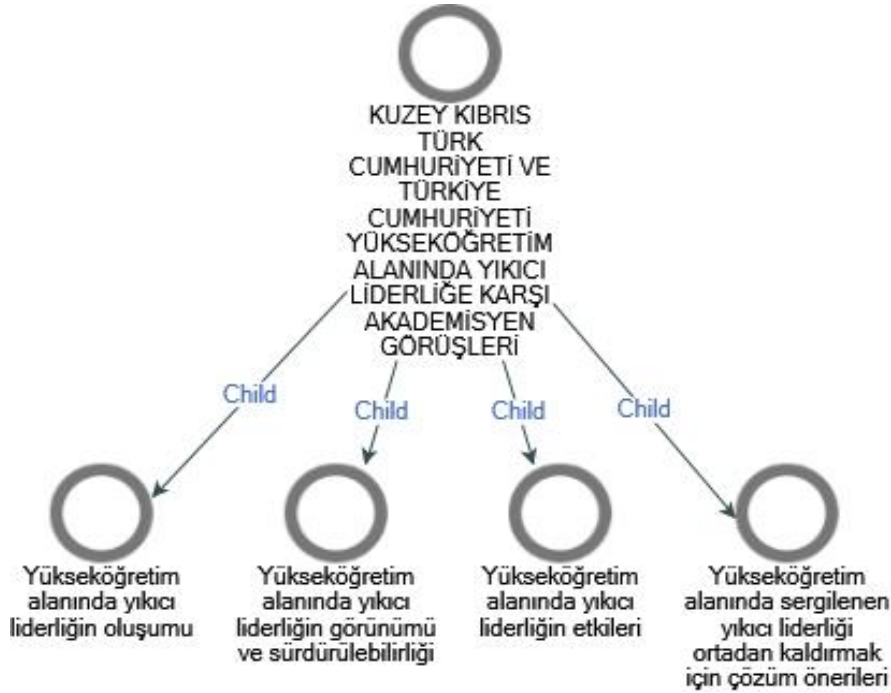 KUZEY KIBRIS
TÜRK
CUMHURİYETİ VE
TÜRKİYE
CUMHURİYETİ
YÜKSEKÖĞRETİM
ALANINDA YIKICI
LİDERLİĞE KARŞI
AKADEMİSYEN
GÖRÜŞLERİ
Child
Child
Child
Child
Yükseköğretim
alanında yıkıcı
liderliğin oluşumu
Yükseköğretim
alanında yıkıcı
liderliğin görünümü
ve sürdürülebilirliği
Yükseköğretim
alanında yıkıcı
liderliğin etkileri
Yükseköğretim
alanında sergilenen
yıkıcı liderliği
ortadan kaldırmak
için çözüm önerileri